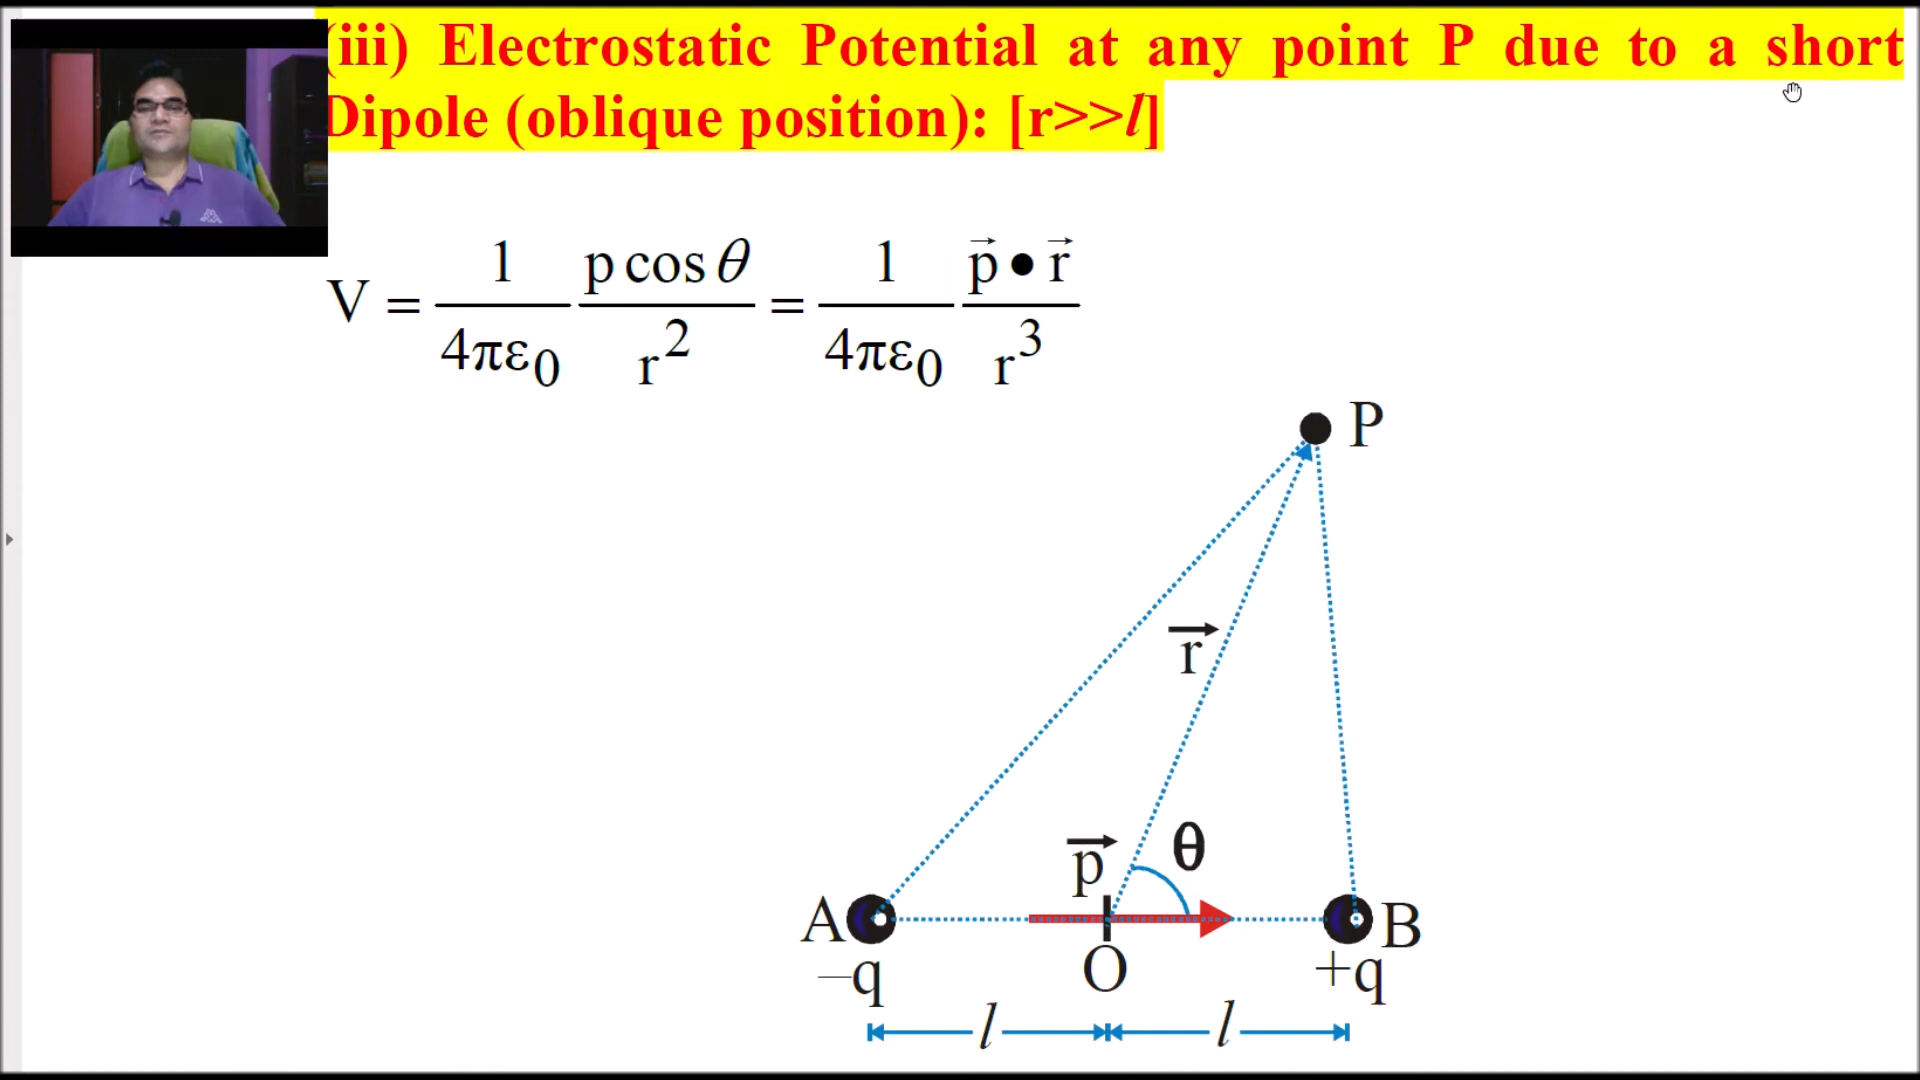 (iii) Electrostatic Potential at any point P due to a short
Dipole (oblique position): [r>>l]
V = 1/4πε₀ p cos θ/r² = 1/4πε₀ p⃗ • r⃗/r³
P
r⃗
p⃗ θ
A O B
–q +q
l l